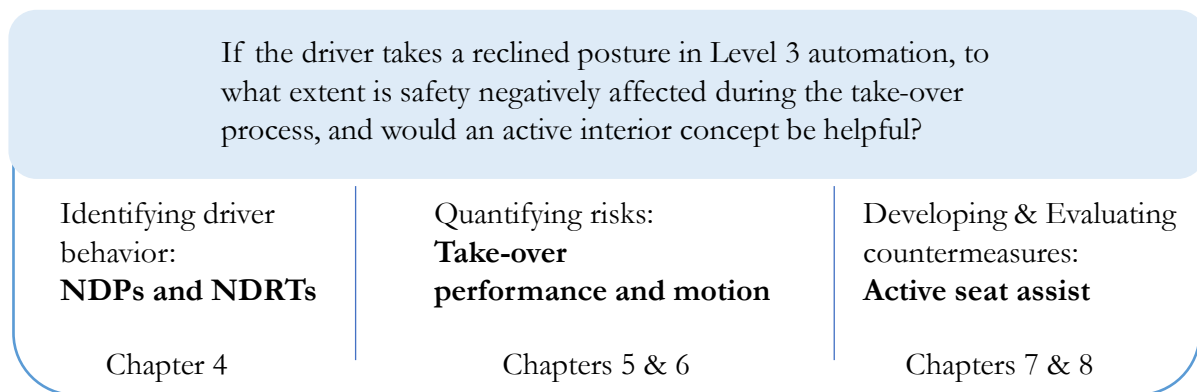 If the driver takes a reclined posture in Level 3 automation, to
what extent is safety negatively affected during the take-over
process, and would an active interior concept be helpful?
Identifying driver
behavior:
NDPs and NDRTs
Chapter 4
Quantifying risks:
Take-over
performance and motion
Chapters 5 & 6
Developing & Evaluating
countermeasures:
Active seat assist
Chapters 7 & 8